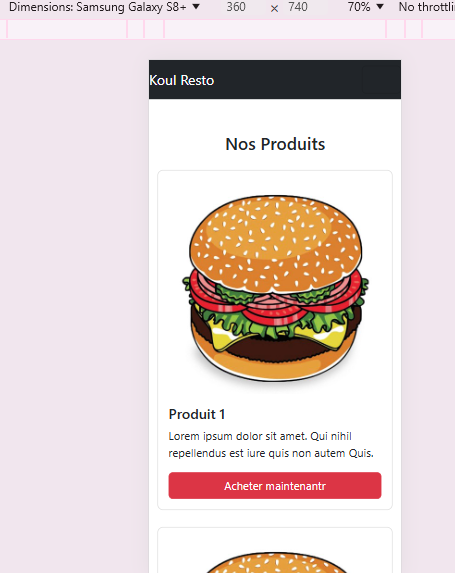 Dimensions: Samsung Galaxy S8+ ▼ 360 × 740 70% ▼ No throttli
Koul Resto
Nos Produits
Produit 1
Lorem ipsum dolor sit amet. Qui nihil
repellendus est iure quis non autem Quis.
Acheter maintenantr